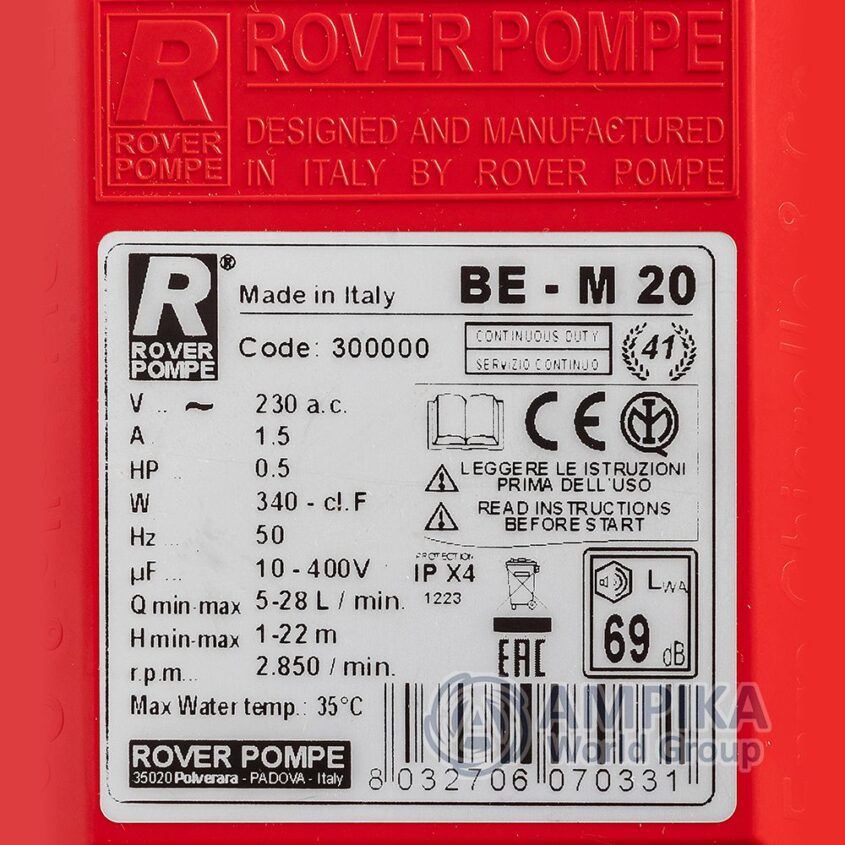 R ROVER POMPE
ROVER POMPE
DESIGNED AND MANUFACTURED
IN ITALY BY ROVER POMPE
R®
ROVER
POMPE
Made in Italy
BE - M 20
Code: 300000
CONTINUOUS DUTY
SERVIZIO CONTINUO
41
V .. ~ 230 a.c.
A 1.5
HP .. 0.5
W 340 - cl. F
Hz .. 50
µF ... 10 - 400V
Q min-max 5-28 L / min.
H min-max 1-22 m
r.p.m. ... 2.850 / min.
Max Water temp.: 35°C
CE
LEGGERE LE ISTRUZIONI
PRIMA DELL'USO
READ INSTRUCTIONS
BEFORE START
PROTECTION
IP X4
1223
EAC
LWA
69 dB
ROVER POMPE
35020 Polverara - PADOVA - Italy
8 032706 070331
AMPIKA
World Group